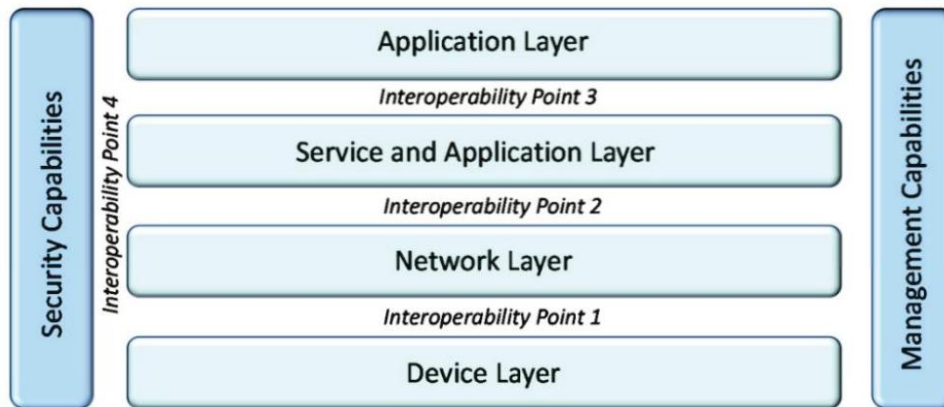 Security Capabilities
Interoperability Point 4
Application Layer
Interoperability Point 3
Service and Application Layer
Interoperability Point 2
Network Layer
Interoperability Point 1
Device Layer
Management Capabilities